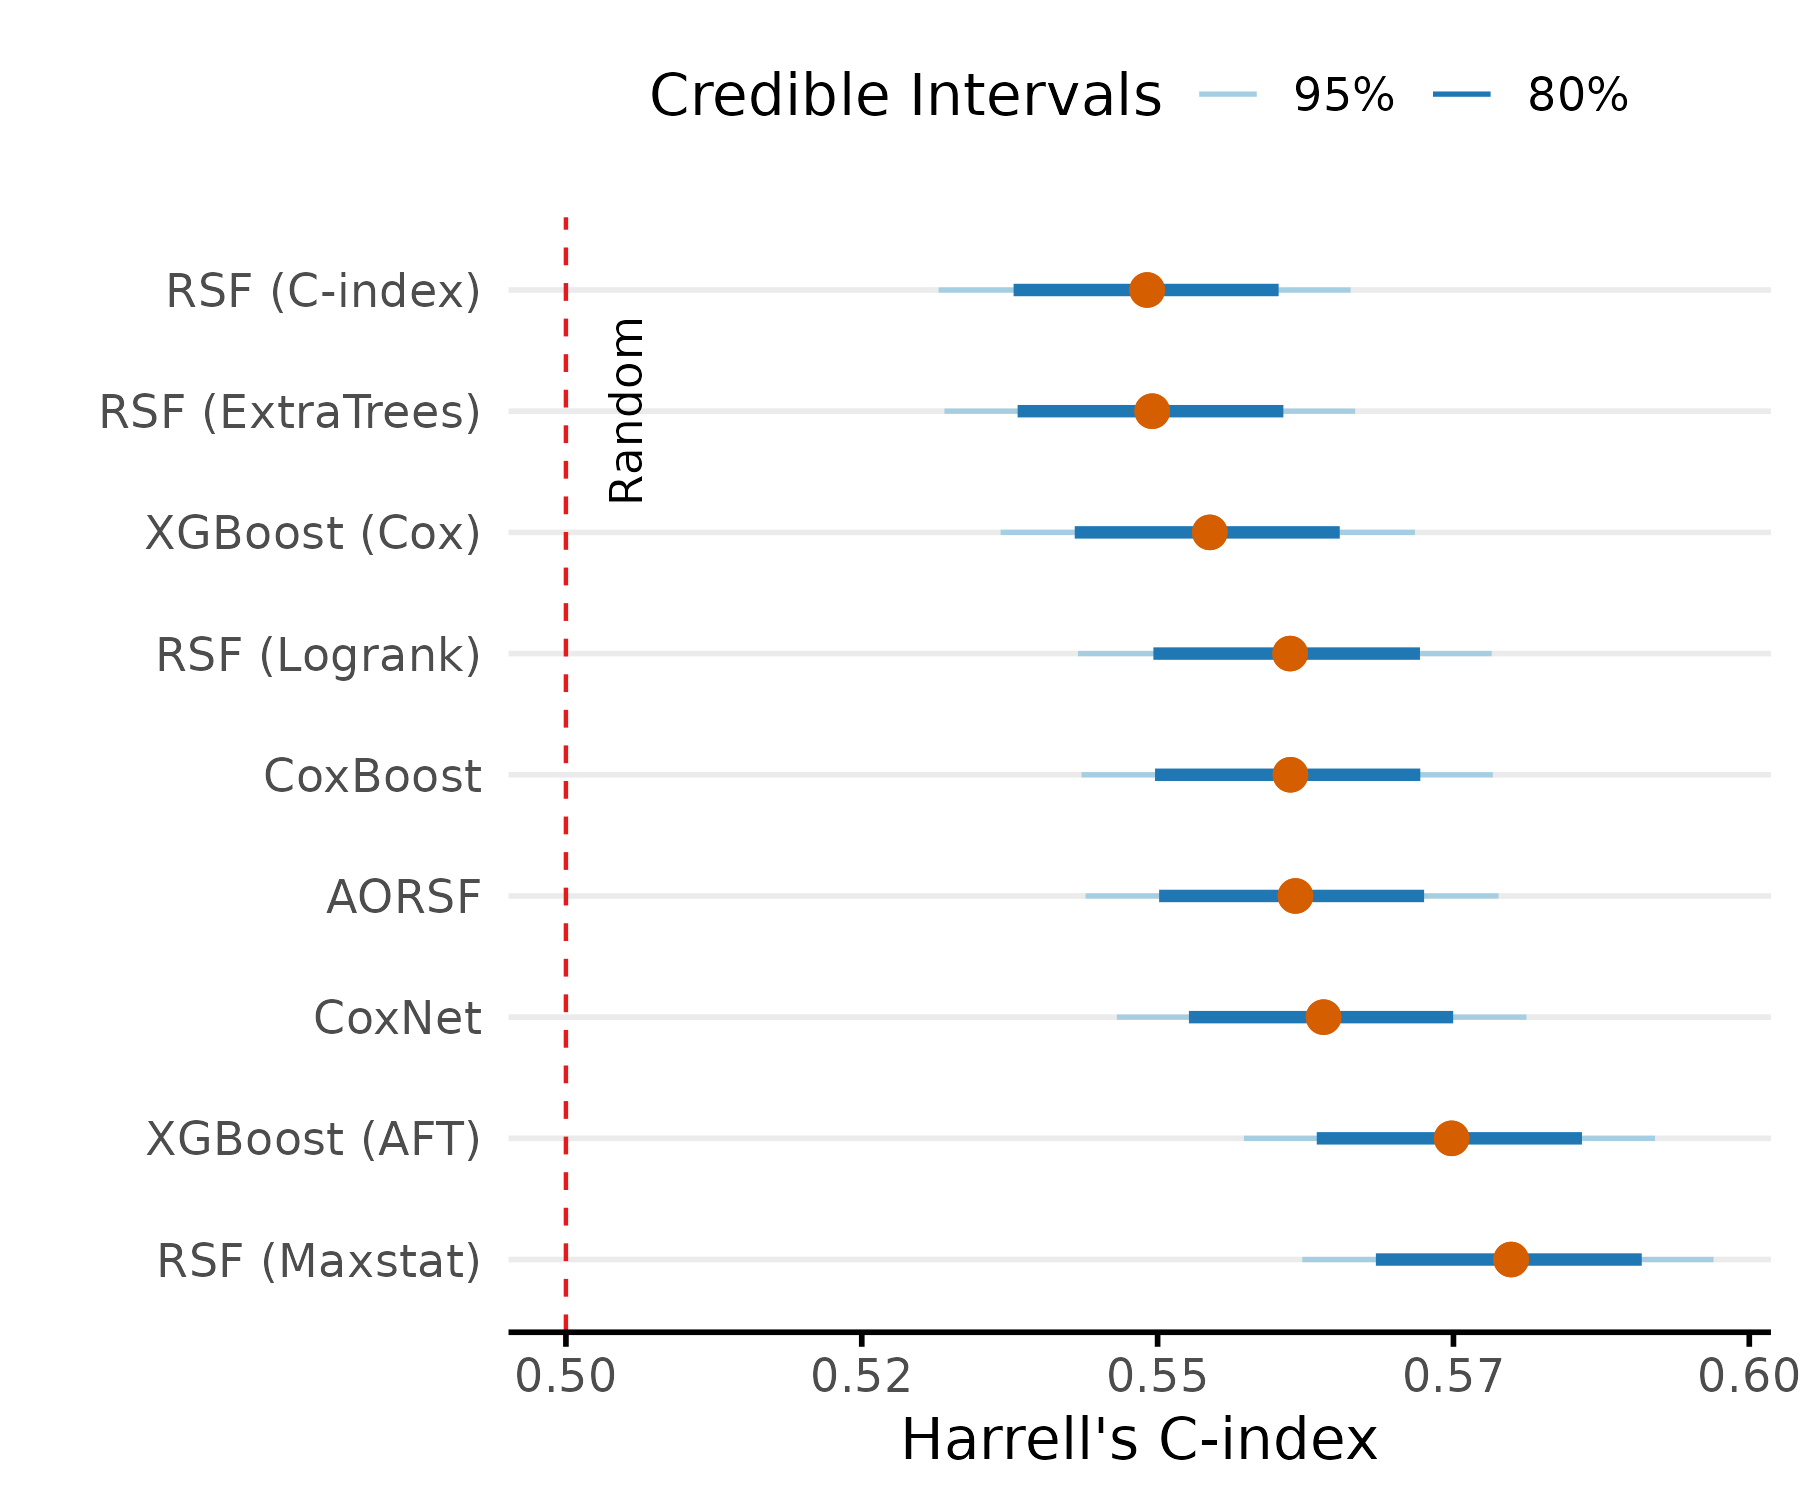 Credible Intervals 95% 80%
RSF (C-index)
Random
RSF (ExtraTrees)
XGBoost (Cox)
RSF (Logrank)
CoxBoost
AORSF
CoxNet
XGBoost (AFT)
RSF (Maxstat)
0.50 0.52 0.55 0.57 0.60
Harrell's C-index